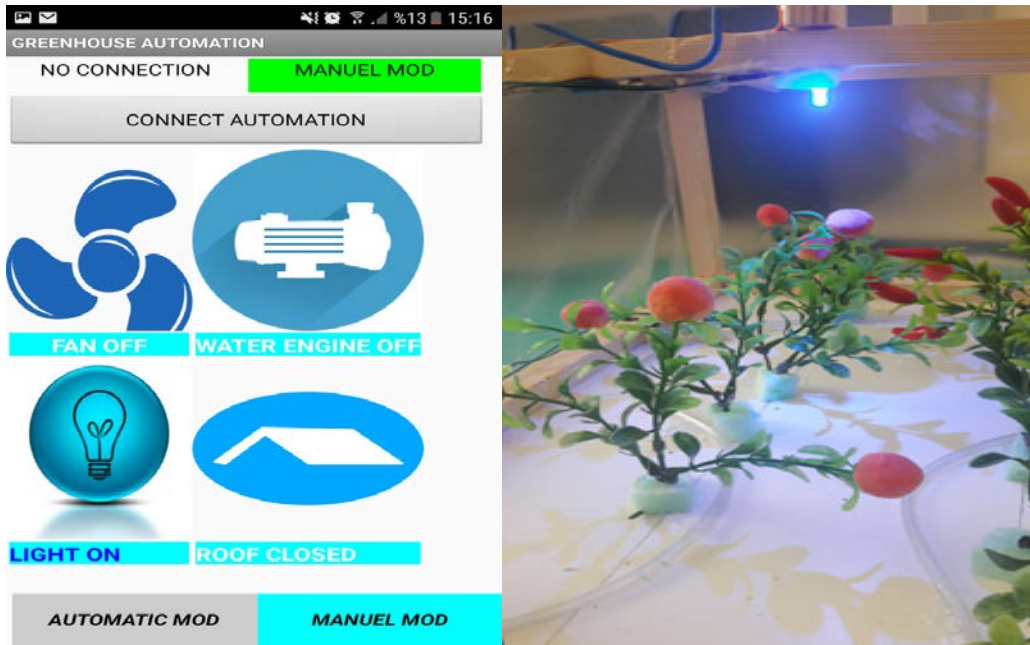 %13 15:16
GREENHOUSE AUTOMATION
NO CONNECTION MANUEL MOD
CONNECT AUTOMATION
FAN OFF WATER ENGINE OFF
LIGHT ON ROOF CLOSED
AUTOMATIC MOD MANUEL MOD